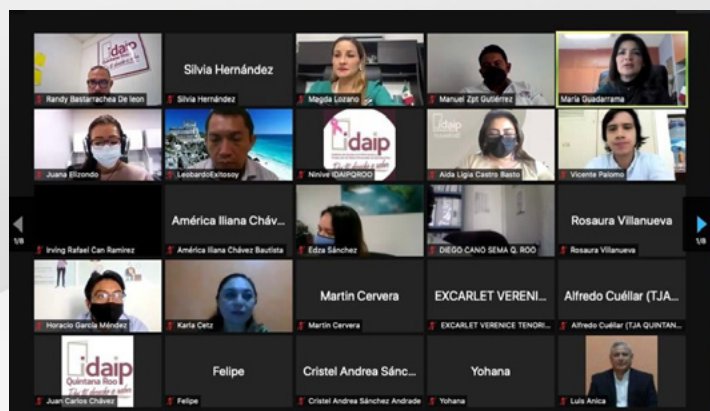 idaip
Randy Bastarrachea De leon
Silvia Hernández
Silvia Hernández
Magda Lozano
Manuel Zpt Gutiérrez
María Guadarrama
Juana Elizondo
LeobardoExitosoy
idaip
Ninive IDAIPQROO
idaip
Aida Ligia Castro Basto
Vicente Palomo
1/8
Irving Rafael Can Ramirez
América Iliana Cháv...
América Iliana Chávez Bautista
Edza Sánchez
DIEGO CANO SEMA Q. ROO
Rosaura Villanueva
Rosaura Villanueva
1/8
Horacio García Méndez
Karla Cetz
Martin Cervera
Martin Cervera
EXCARLET VERENI...
EXCARLET VERENICE TENORI...
Alfredo Cuéllar (TJA...
Alfredo Cuéllar (TJA QUINTAN...
idaip
Quintana Roo
Juan Carlos Chávez
Felipe
Felipe
Cristel Andrea Sánc...
Cristel Andrea Sánchez Andrade
Yohana
Yohana
Luis Anica